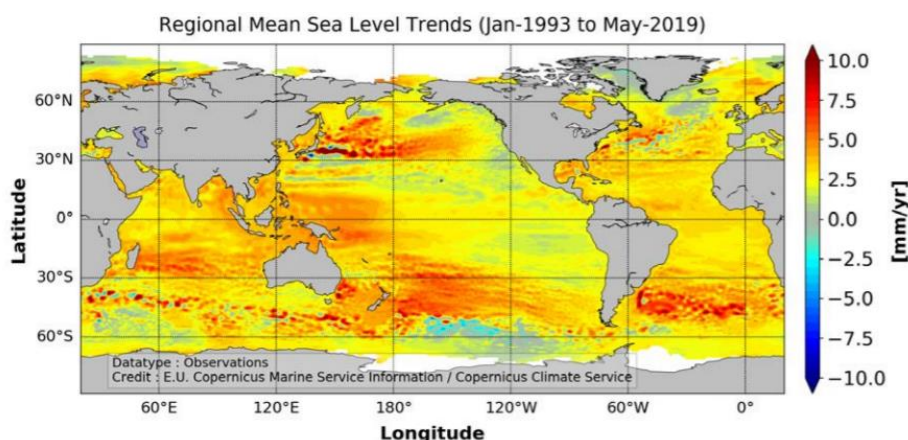 Regional Mean Sea Level Trends (Jan-1993 to May-2019)
10.0
7.5
5.0
2.5
0.0
−2.5
−5.0
−7.5
−10.0
[mm/yr]
Latitude
60°N
30°N
0°
30°S
60°S
Datatype : Observations
Credit : E.U. Copernicus Marine Service Information / Copernicus Climate Service
60°E
120°E
180°
120°W
60°W
0°
Longitude